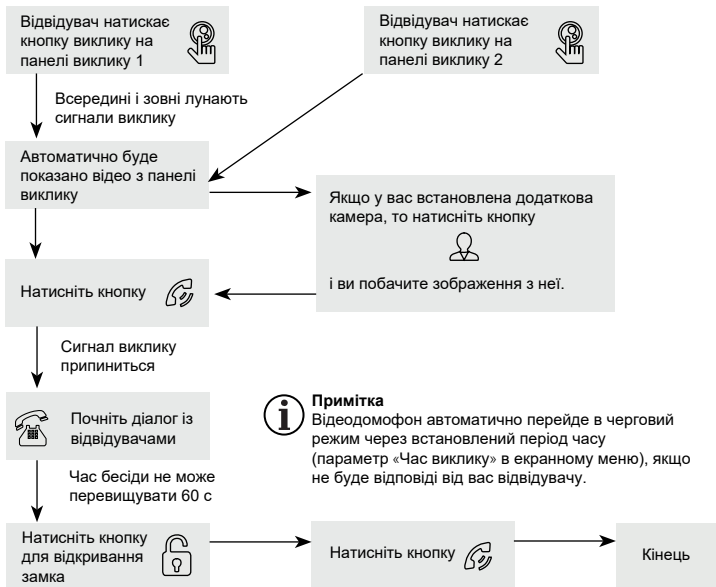 Відвідувач натискає
кнопку виклику на
панелі виклику 1
Відвідувач натискає
кнопку виклику на
панелі виклику 2
Всередині і зовні лунають
сигнали виклику
Автоматично буде
показано відео з панелі
виклику
Якщо у вас встановлена додаткова
камера, то натисніть кнопку
і ви побачите зображення з неї.
Натисніть кнопку
Сигнал виклику
припиниться
Почніть діалог із
відвідувачами
Примітка
Відеодомофон автоматично перейде в черговий
режим через встановлений період часу
(параметр «Час виклику» в екранному меню), якщо
не буде відповіді від вас відвідувачу.
Час бесіди не може
перевищувати 60 с
Натисніть кнопку
для відкривання
замка
Натисніть кнопку
Кінець